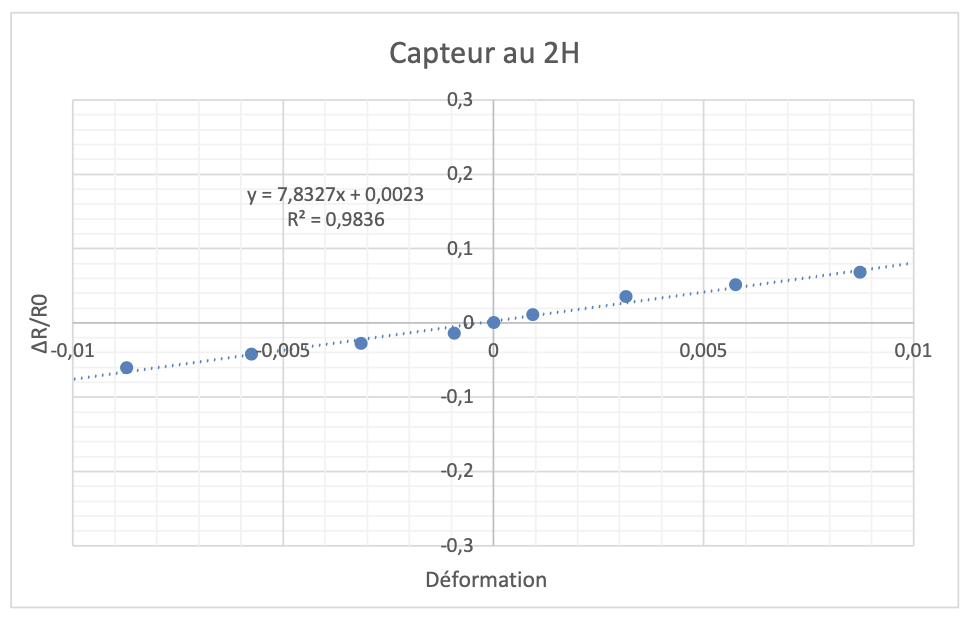 Capteur au 2H
0,3
0,2
y = 7,8327x + 0,0023
R² = 0,9836
0,1
0
ΔR/R0
-0,01
-0,005
0
0,005
0,01
-0,1
-0,2
-0,3
Déformation